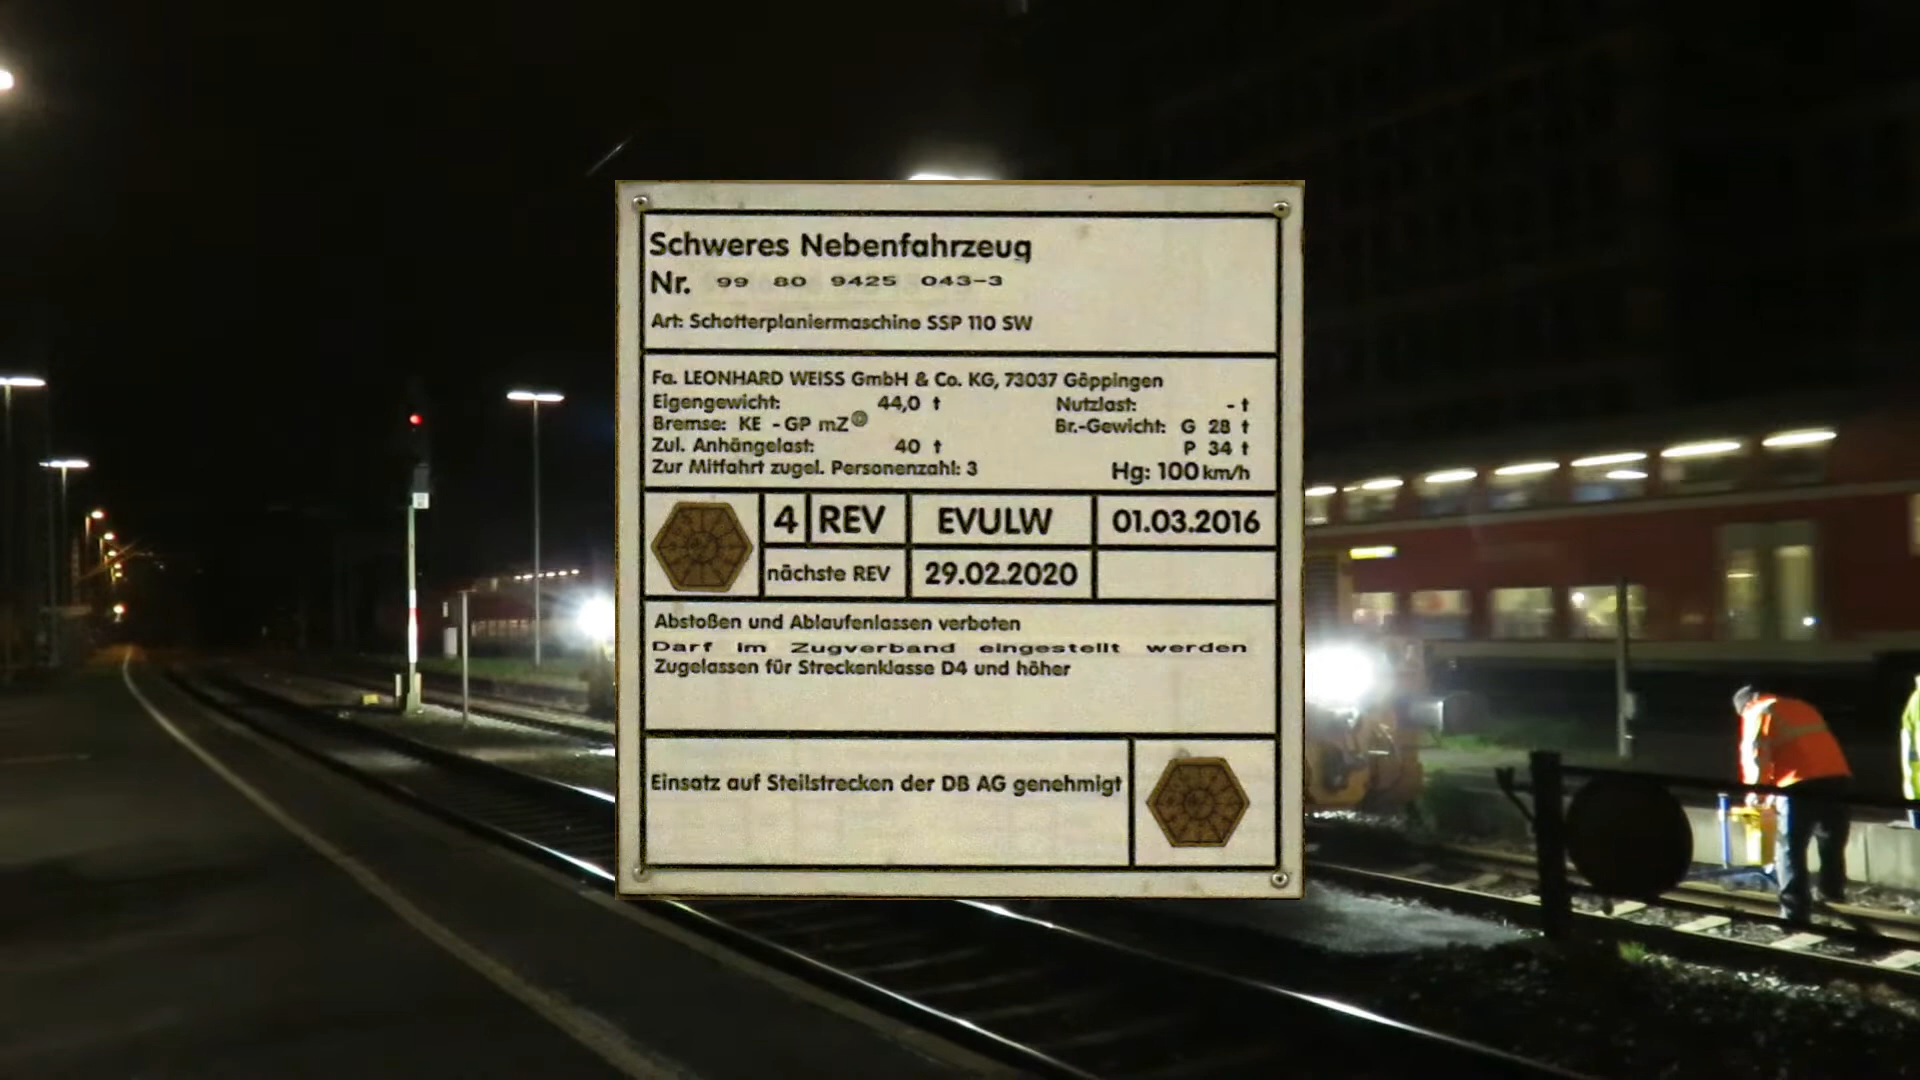 Schweres Nebenfahrzeug
Nr. 99 80 9425 043-3
Art: Schotterplaniermaschine SSP 110 SW
Fa. LEONHARD WEISS GmbH & Co. KG, 73037 Göppingen
Eigengewicht: 44,0 t Nutzlast: - t
Bremse: KE - GP mZ Br.-Gewicht: G 28 t
Zul. Anhängelast: 40 t P 34 t
Zur Mitfahrt zugel. Personenzahl: 3 Hg: 100 km/h
4 REV EVULW 01.03.2016
nächste REV 29.02.2020
Abstoßen und Ablaufenlassen verboten
Darf im Zugverband eingestellt werden
Zugelassen für Streckenklasse D4 und höher
Einsatz auf Steilstrecken der DB AG genehmigt